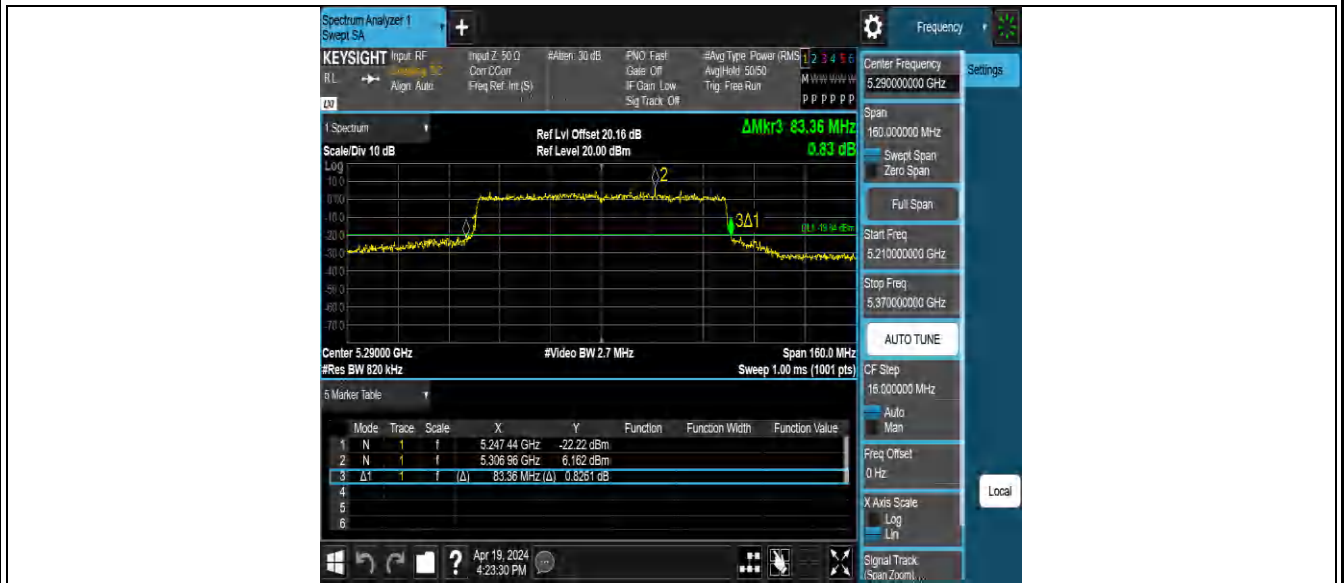 Spectrum Analyzer 1
Swept SA
+
Frequency
KEYSIGHT
RL
LXI
Input: RF
Align: Auto
Input Z: 50 Ω
Corr CCorr
Freq Ref: Int (S)
#Atten: 30 dB
PNO: Fast
Gate: Off
IF Gain: Low
Sig Track: Off
#Avg Type: Power (RMS
Avg|Hold: 50/50
Trig: Free Run
1 2 3 4 5 6
M W W W W W
P P P P P P
Center Frequency
5.290000000 GHz
Settings
Span
160.000000 MHz
Swept Span
Zero Span
Full Span
Start Freq
5.210000000 GHz
Stop Freq
5.370000000 GHz
AUTO TUNE
CF Step
16.000000 MHz
Auto
Man
Freq Offset
0 Hz
X Axis Scale
Log
Lin
Signal Track
(Span Zoom)
Local
1 Spectrum
Scale/Div 10 dB
Ref Lvl Offset 20.16 dB
Ref Level 20.00 dBm
ΔMkr3 83.36 MHz
0.83 dB
Log
10.0
0.00
-10.0
-20.0
-30.0
-40.0
-50.0
-60.0
-70.0
1
2
3Δ1
DL1 -19.84 dBm
Center 5.29000 GHz
#Video BW 2.7 MHz
Span 160.0 MHz
#Res BW 820 kHz
Sweep 1.00 ms (1001 pts)
5 Marker Table
Mode Trace Scale X Y Function Function Width Function Value
1 N 1 f 5.247 44 GHz -22.22 dBm
2 N 1 f 5.306 96 GHz 6.162 dBm
3 Δ1 1 f (Δ) 83.36 MHz (Δ) 0.8261 dB
4
5
6
?
Apr 19, 2024
4:23:30 PM